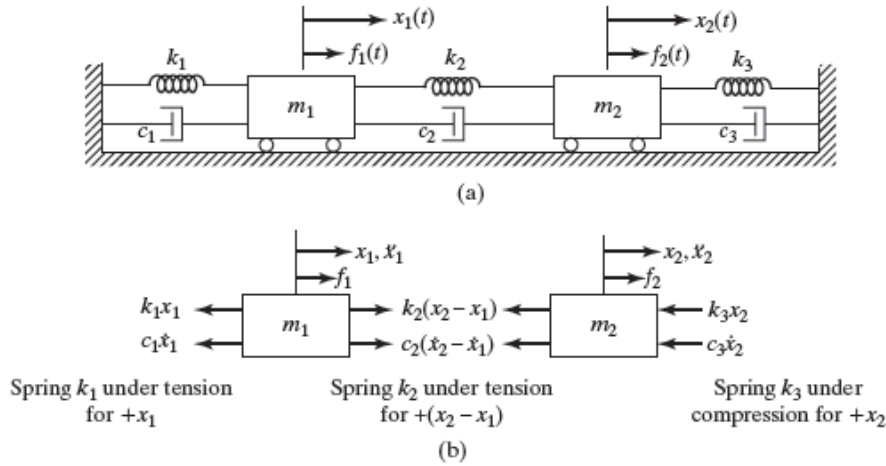 x₁(t) x₂(t)
k₁ f₁(t) k₂ f₂(t) k₃
m₁ m₂
c₁ c₂ c₃
(a)
x₁, ẍ₁ x₂, ẍ₂
f₁ f₂
k₁x₁ k₂(x₂ − x₁) k₃x₂
m₁ m₂
c₁ẋ₁ c₂(ẋ₂ − ẋ₁) c₃ẋ₂
Spring k₁ under tension Spring k₂ under tension Spring k₃ under
for +x₁ for +(x₂ − x₁) compression for +x₂
(b)